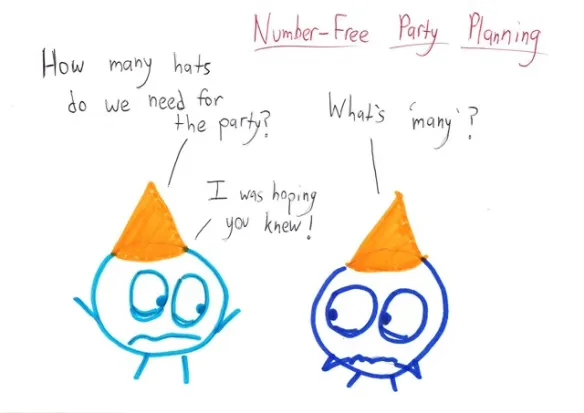 Number-Free Party Planning
How many hats
do we need for
the party?
What's 'many'?
I was hoping
you knew!